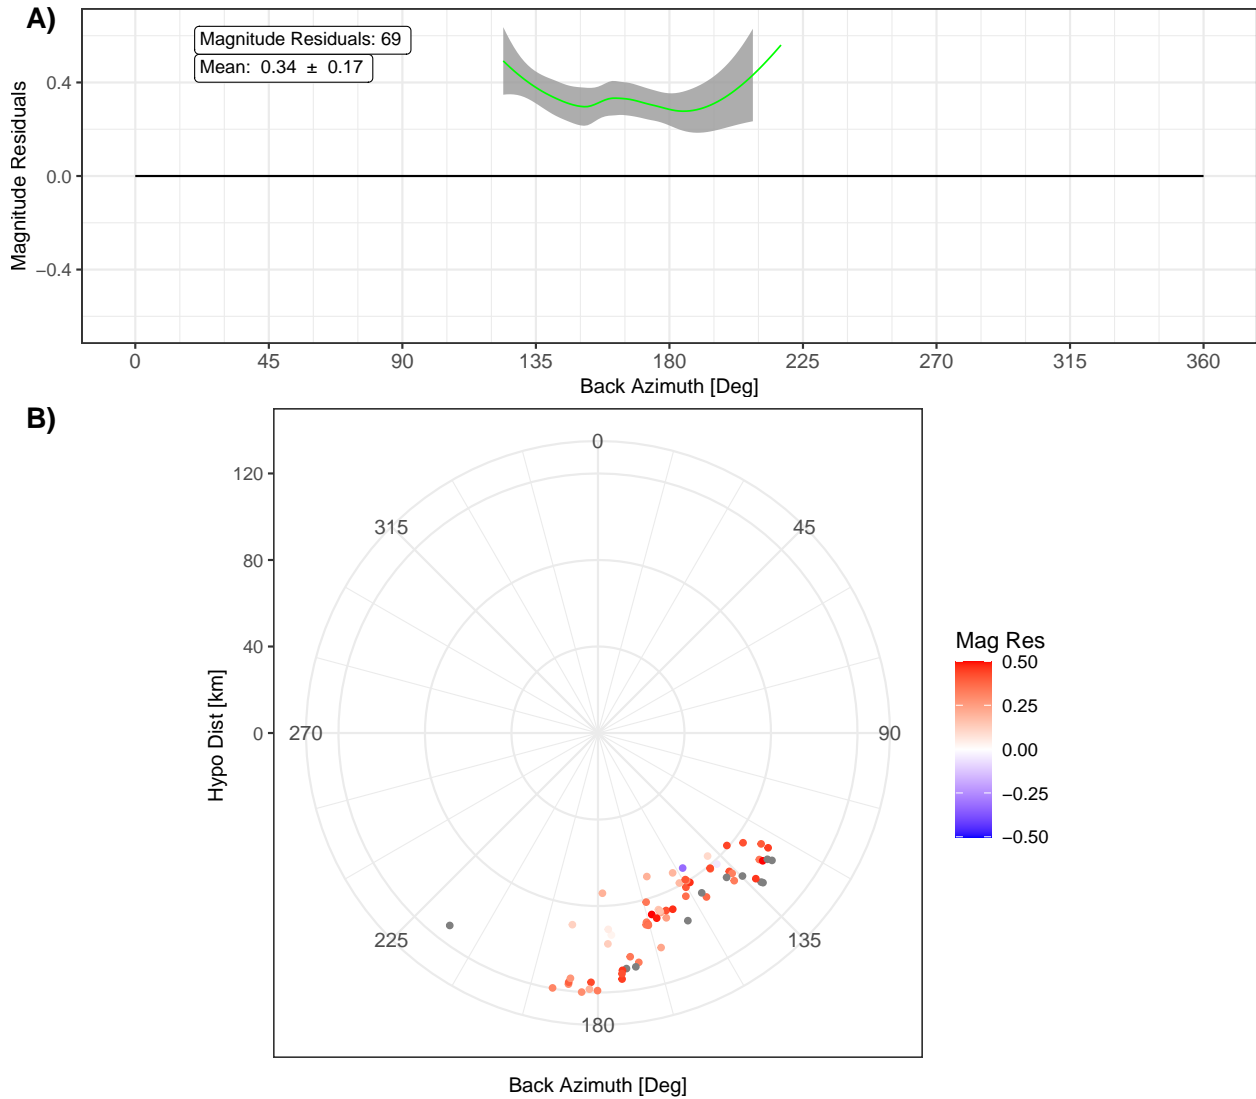 A)
Magnitude Residuals: 69
Mean:  0.34  ±  0.17
Magnitude Residuals
0.4
0.0
−0.4
0 45 90 135 180 225 270 315 360
Back Azimuth [Deg]
B)
Hypo Dist [km]
120
80
40
0
0
45
90
135
180
225
270
315
Back Azimuth [Deg]
Mag Res
0.50
0.25
0.00
−0.25
−0.50